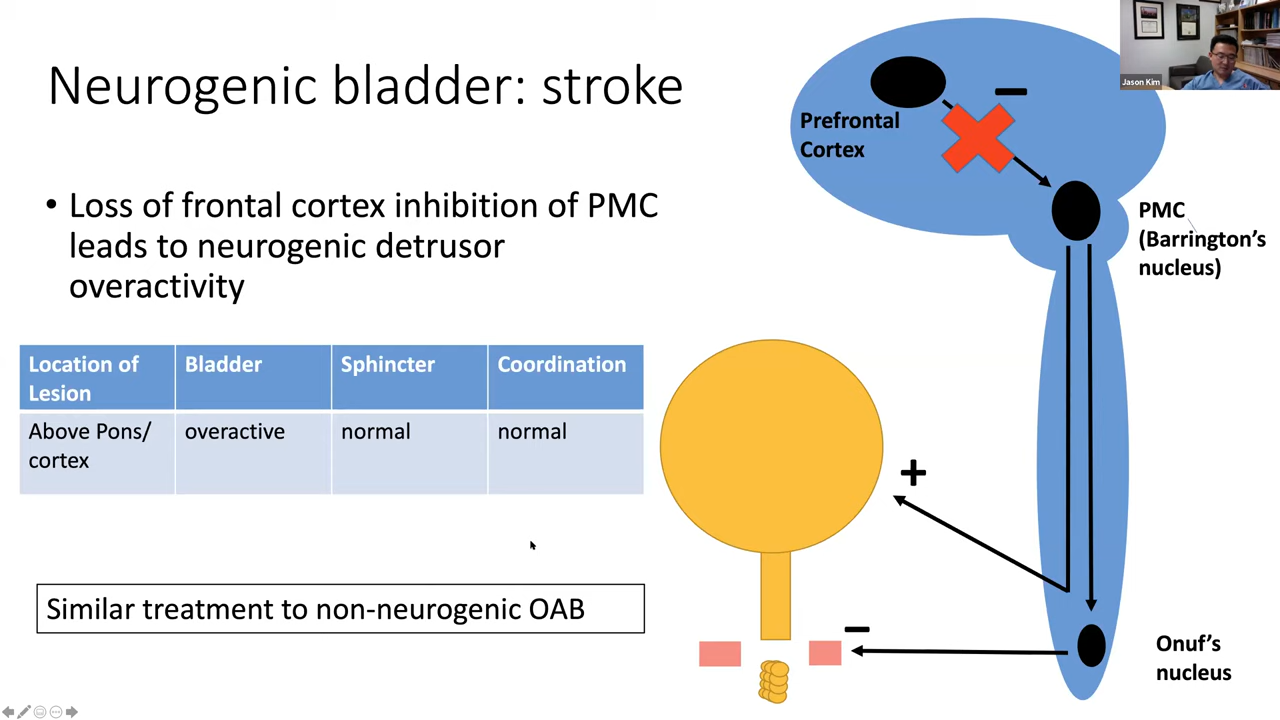 Neurogenic bladder: stroke
• Loss of frontal cortex inhibition of PMC
leads to neurogenic detrusor
overactivity
Location of
Lesion
Bladder
Sphincter
Coordination
Above Pons/
cortex
overactive
normal
normal
Similar treatment to non-neurogenic OAB
Prefrontal
Cortex
–
PMC
(Barrington’s
nucleus)
+
–
Onuf’s
nucleus
Jason Kim